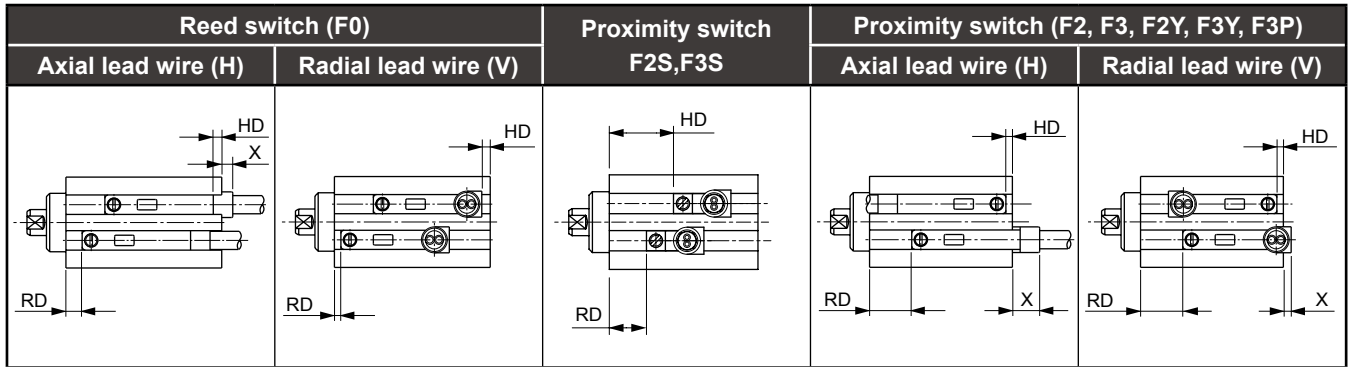 Reed switch (F0)
Proximity switch
F2S,F3S
Proximity switch (F2, F3, F2Y, F3Y, F3P)
Axial lead wire (H)
Radial lead wire (V)
Axial lead wire (H)
Radial lead wire (V)
HD
X
RD
HD
RD
HD
RD
HD
RD
X
HD
RD
X